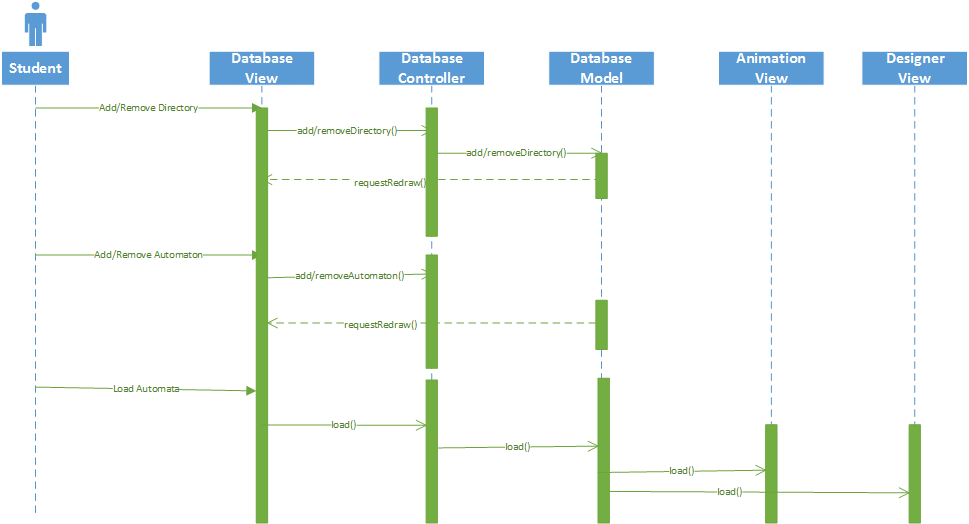 Student
Database
View
Database
Controller
Database
Model
Animation
View
Designer
View
Add/Remove Directory
add/removeDirectory()
add/removeDirectory()
requestRedraw()
Add/Remove Automaton
add/removeAutomaton()
requestRedraw()
Load Automata
load()
load()
load()
load()